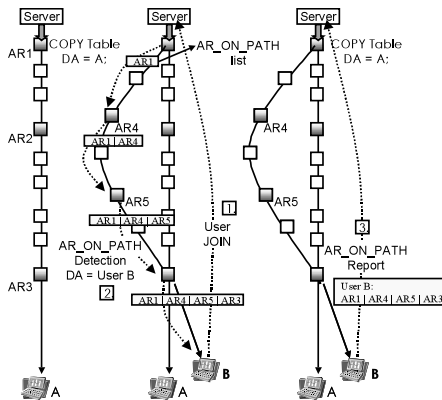 Server
AR1
COPY Table
DA = A;
AR2
AR3
A
Server
AR_ON_PATH
list
AR1
AR4
AR1 AR4
AR5
AR1 AR4 AR5
AR_ON_PATH
Detection
DA = User B
2.
1.
User
JOIN
AR1 AR4 AR5 AR3
A
B
Server
COPY Table
DA = A;
AR4
AR5
3.
AR_ON_PATH
Report
User B:
AR1 AR4 AR5 AR3
A
B